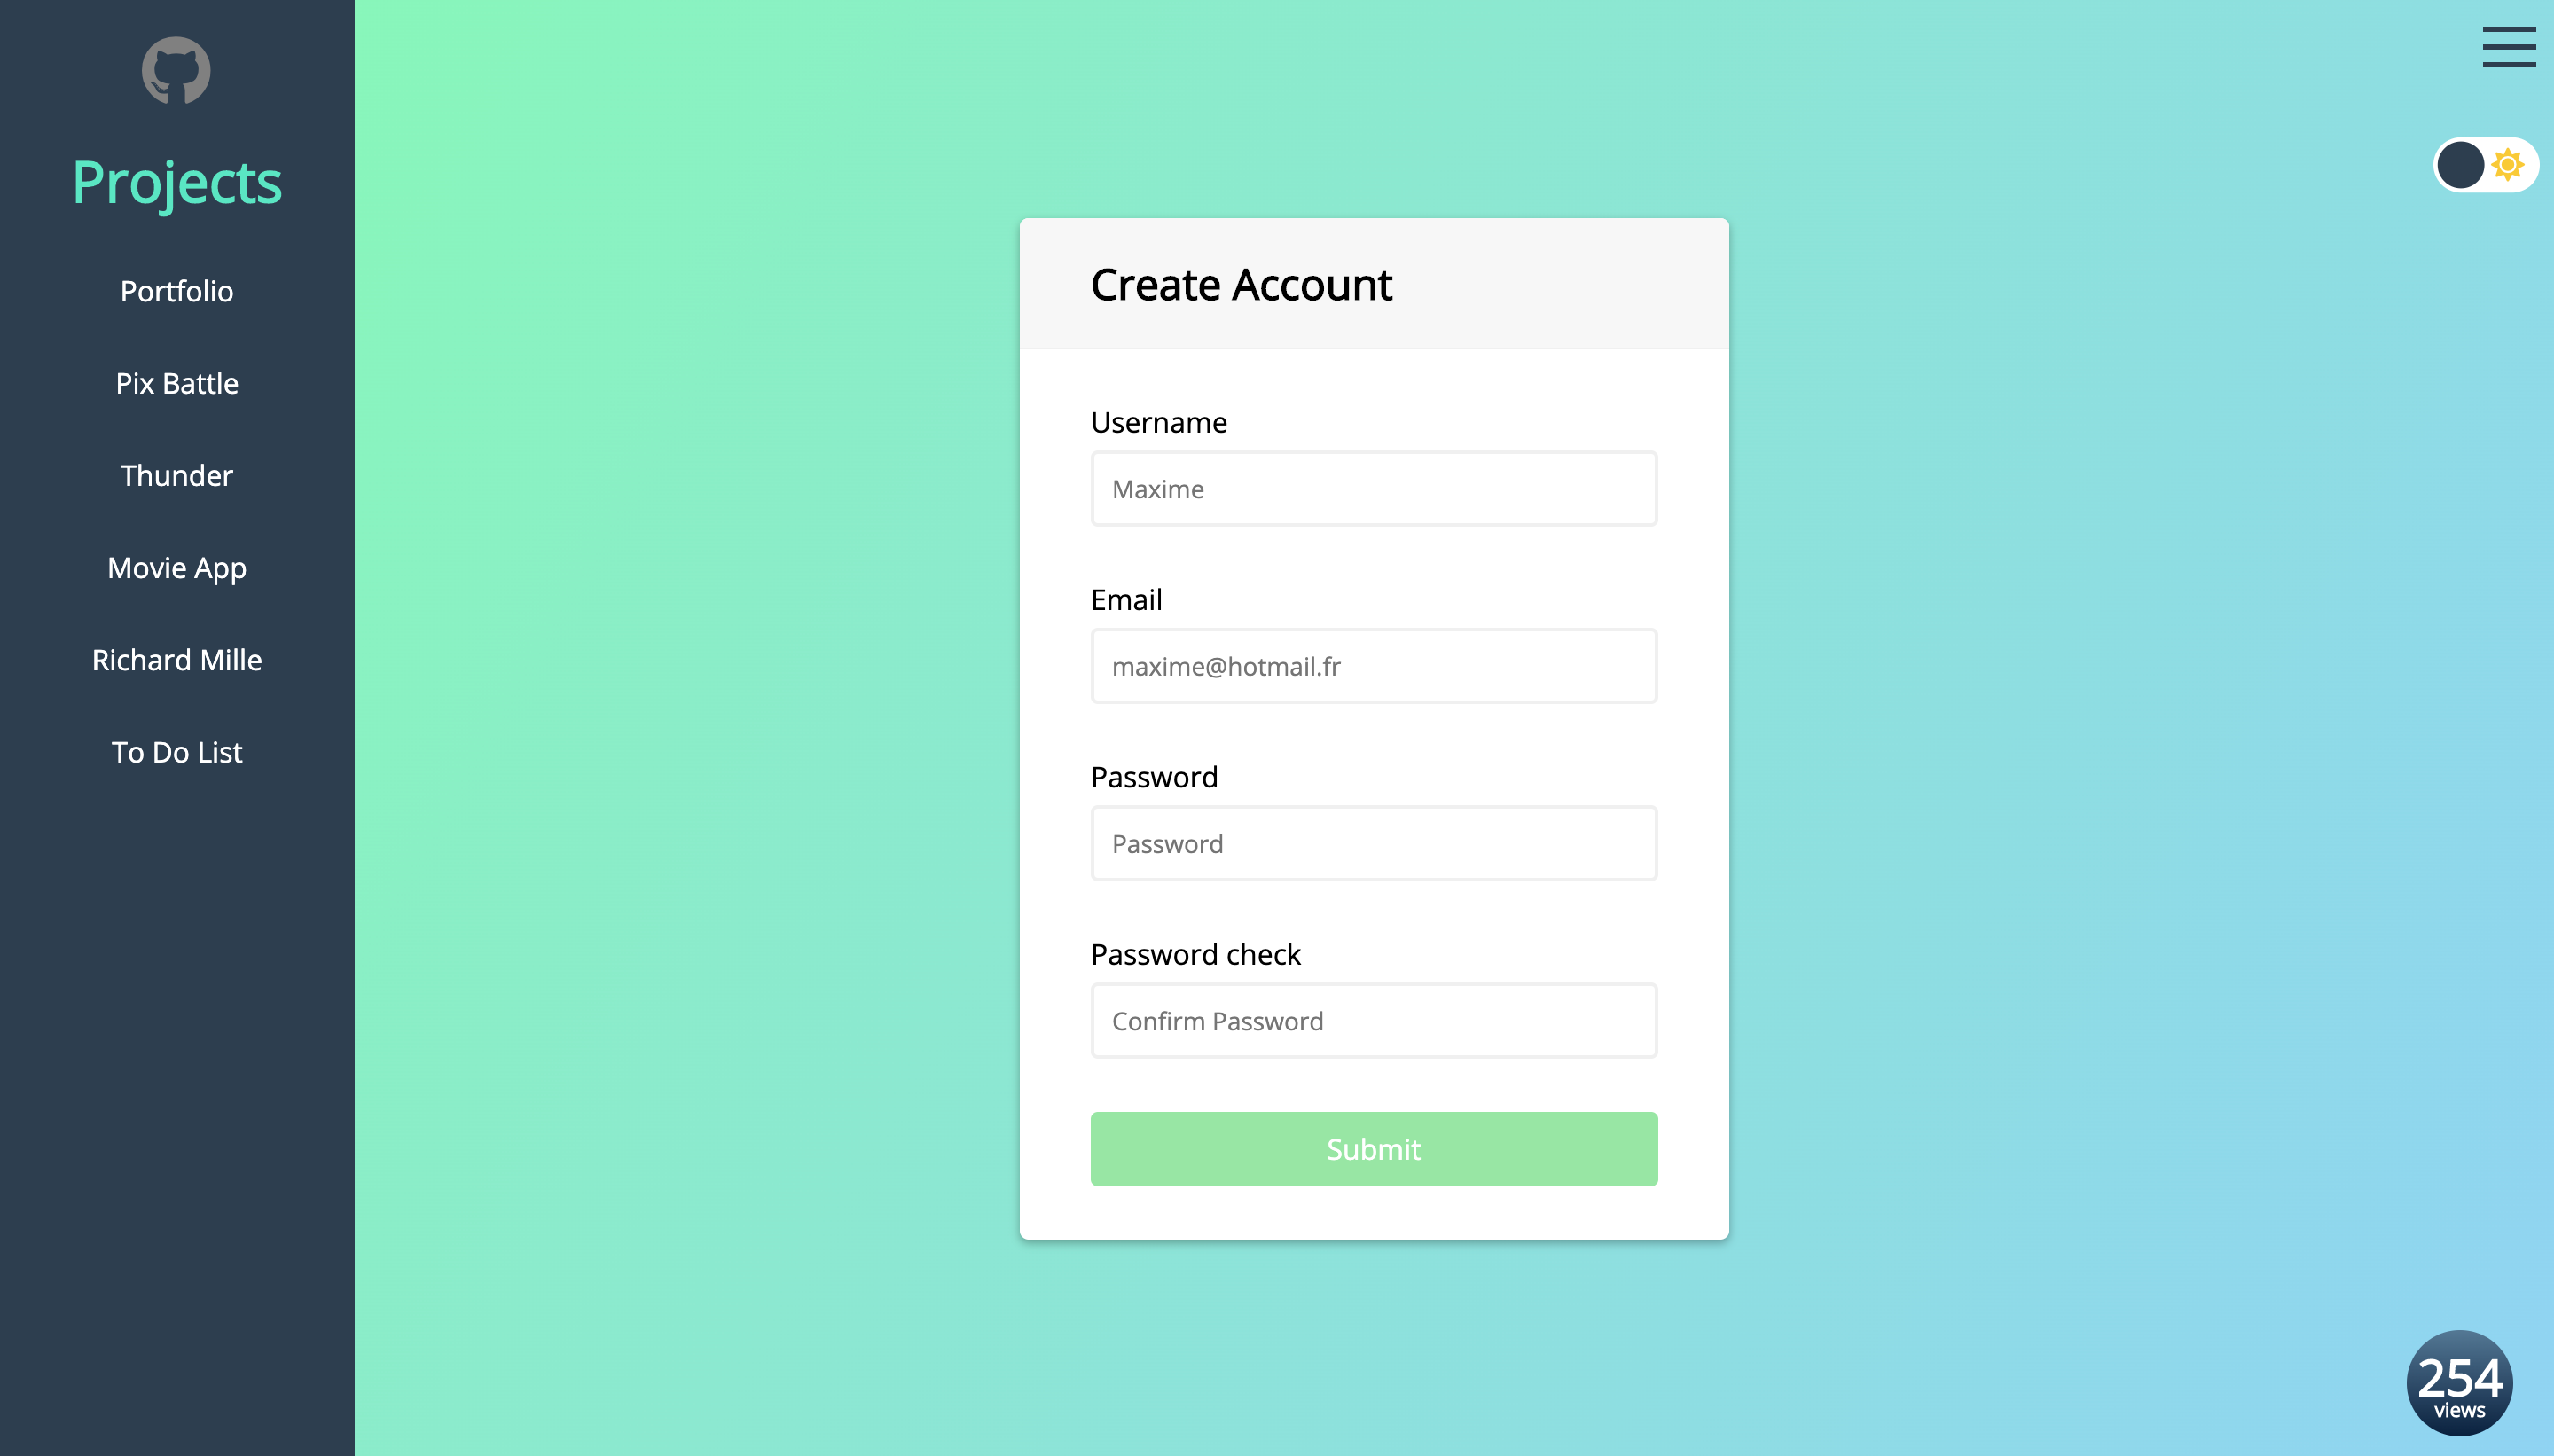 Projects
Portfolio
Pix Battle
Thunder
Movie App
Richard Mille
To Do List
Create Account
Username
Maxime
Email
maxime@hotmail.fr
Password
Password
Password check
Confirm Password
Submit
254
views